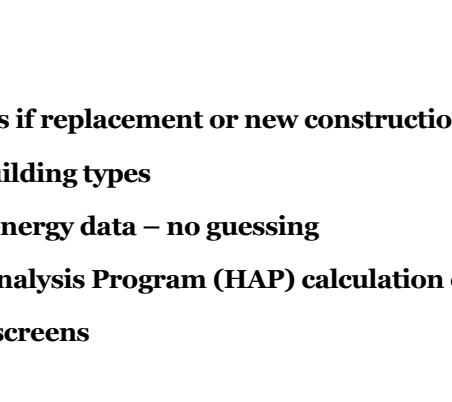 s if replacement or new constructio
ilding types
nergy data – no guessing
nalysis Program (HAP) calculation
screens